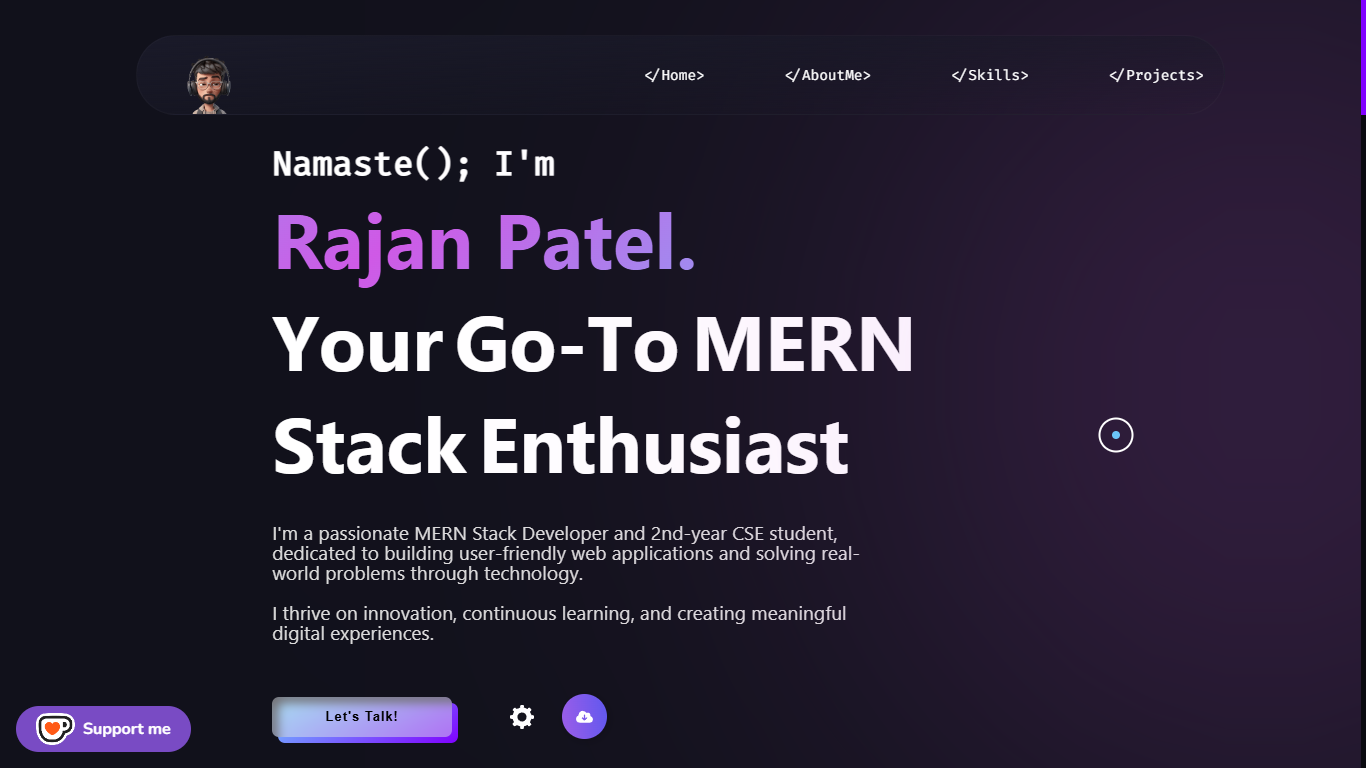 </Home> </AboutMe> </Skills> </Projects>
Namaste(); I'm
Rajan Patel.
Your Go-To MERN
Stack Enthusiast
I'm a passionate MERN Stack Developer and 2nd-year CSE student,
dedicated to building user-friendly web applications and solving real-
world problems through technology.
I thrive on innovation, continuous learning, and creating meaningful
digital experiences.
Let's Talk!
Support me